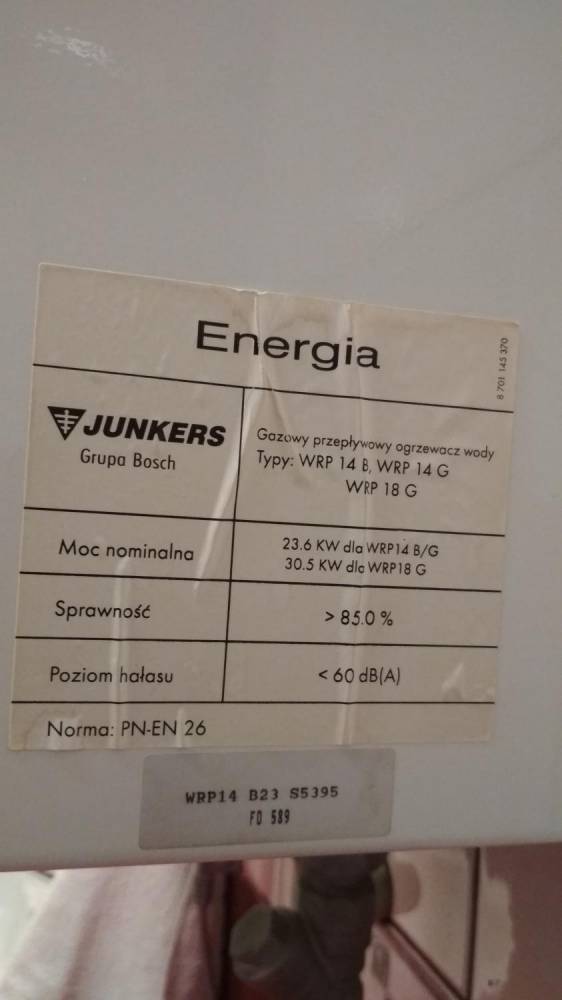 Energia
8 701 145 370
JUNKERS
Grupa Bosch
Gazowy przepływowy ogrzewacz wody
Typy: WRP 14 B, WRP 14 G
WRP 18 G
Moc nominalna
23.6 KW dla WRP14 B/G
30.5 KW dla WRP18 G
Sprawność
> 85.0 %
Poziom hałasu
< 60 dB(A)
Norma: PN-EN 26
WRP14 B23 S5395
FD 589